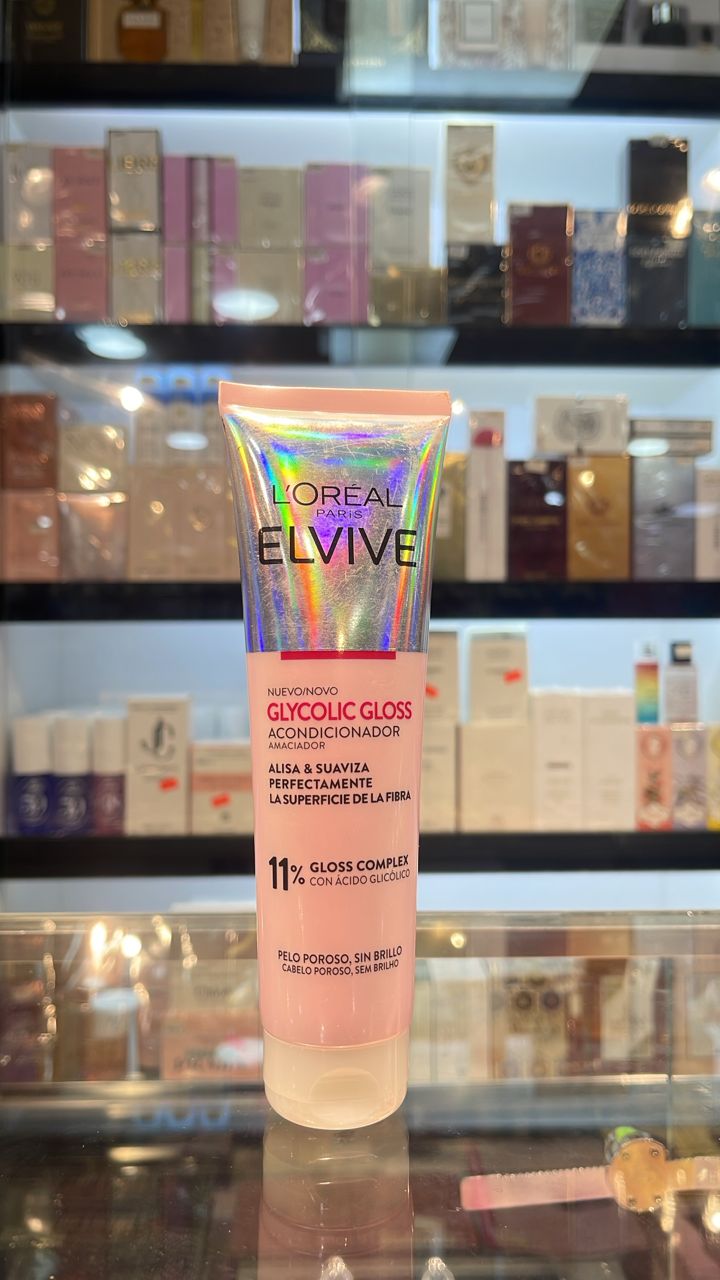 L'ORÉAL
PARIS
ELVIVE
NUEVO/NOVO
GLYCOLIC GLOSS
ACONDICIONADOR
AMACIADOR
ALISA & SUAVIZA
PERFECTAMENTE
LA SUPERFICIE DE LA FIBRA
11% GLOSS COMPLEX
CON ÁCIDO GLICÓLICO
PELO POROSO, SIN BRILLO
CABELO POROSO, SEM BRILHO